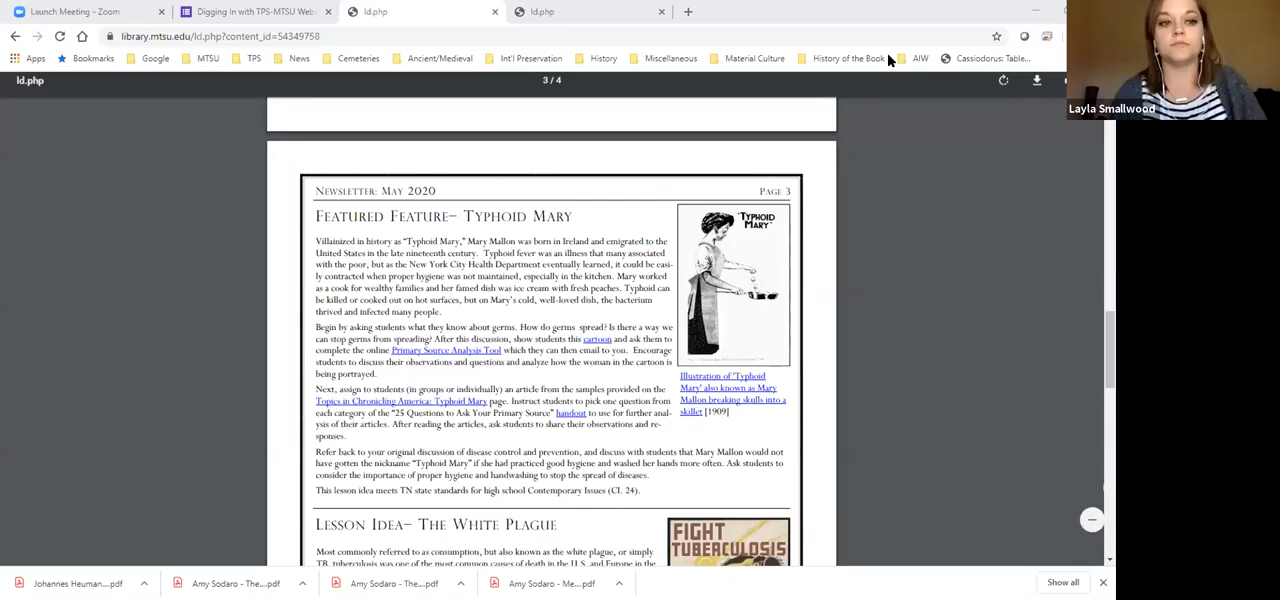 Launch Meeting - Zoom
Digging In with TPS-MTSU Web
ld.php
ld.php
library.mtsu.edu/ld.php?content_id=54349758
Apps Bookmarks Google MTSU TPS News Cemeteries Ancient/Medieval Int'l Preservation History Miscellaneous Material Culture History of the Book AIW Cassiodorus: Table...
ld.php 3 / 4
Layla Smallwood
NEWSLETTER: MAY 2020 PAGE 3
FEATURED FEATURE– TYPHOID MARY
Villainized in history as "Typhoid Mary," Mary Mallon was born in Ireland and emigrated to the
United States in the late nineteenth century. Typhoid fever was an illness that many associated
with the poor, but as the New York City Health Department eventually learned, it could be easi-
ly contracted when proper hygiene was not maintained, especially in the kitchen. Mary worked
as a cook for wealthy families and her famed dish was ice cream with fresh peaches. Typhoid can
be killed or cooked out on hot surfaces, but on Mary's cold, well-loved dish, the bacterium
thrived and infected many people.
Begin by asking students what they know about germs. How do germs spread? Is there a way we
can stop germs from spreading? After this discussion, show students this cartoon and ask them to
complete the online Primary Source Analysis Tool which they can then email to you. Encourage
students to discuss their observations and questions and analyze how the woman in the cartoon is
being portrayed.
Next, assign to students (in groups or individually) an article from the samples provided on the
Topics in Chronicling America: Typhoid Mary page. Instruct students to pick one question from
each category of the "25 Questions to Ask Your Primary Source" handout to use for further anal-
ysis of their articles. After reading the articles, ask students to share their observations and re-
sponses.
"TYPHOID
MARY"
Illustration of 'Typhoid
Mary' also known as Mary
Mallon breaking skulls into a
skillet [1909]
Refer back to your original discussion of disease control and prevention, and discuss with students that Mary Mallon would not
have gotten the nickname "Typhoid Mary" if she had practiced good hygiene and washed her hands more often. Ask students to
consider the importance of proper hygiene and handwashing to stop the spread of diseases.
This lesson idea meets TN state standards for high school Contemporary Issues (CI. 24).
LESSON IDEA– THE WHITE PLAGUE
Most commonly referred to as consumption, but also known as the white plague, or simply
TB, tuberculosis was one of the most common causes of death in the U.S. and Europe in the
FIGHT
TUBERCULOSIS
Johannes Heuman....pdf
Amy Sodaro - The....pdf
Amy Sodaro - The....pdf
Amy Sodaro - Me....pdf
Show all